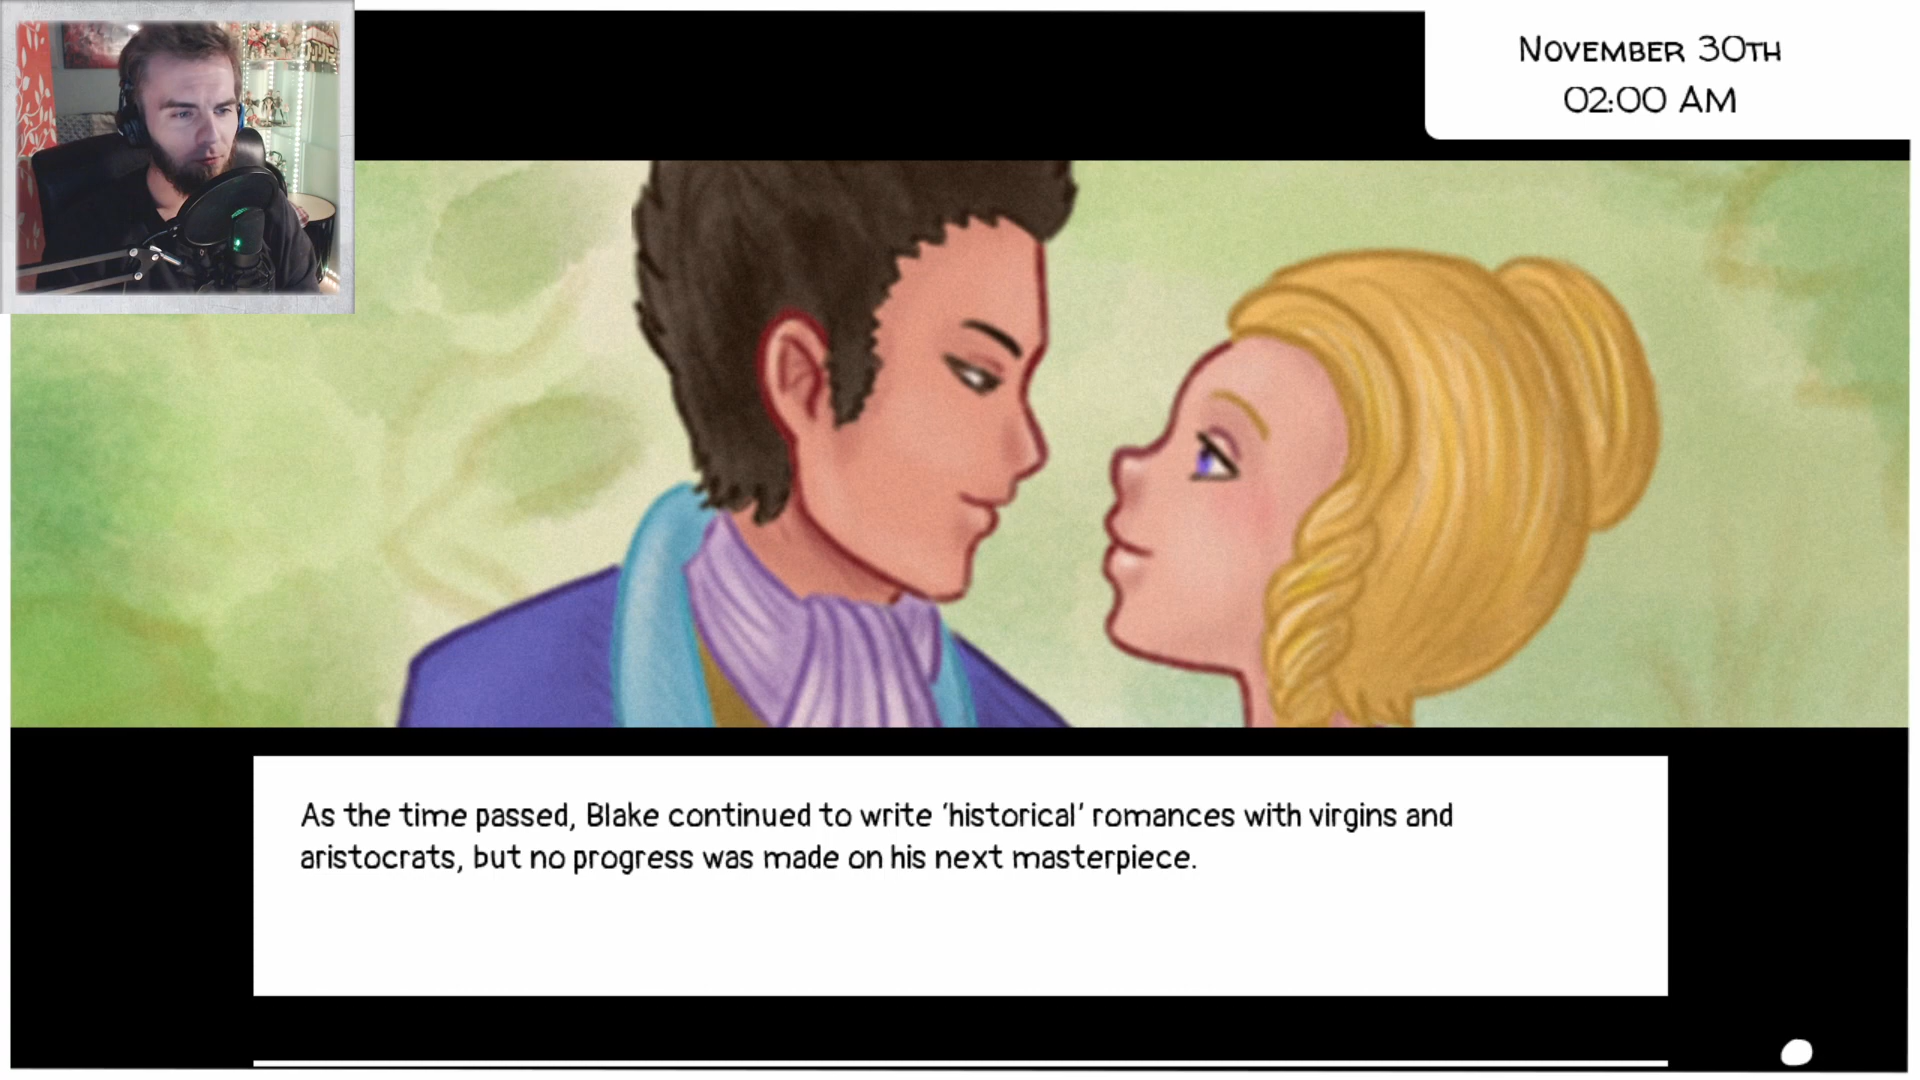 November 30th
02:00 AM
As the time passed, Blake continued to write ‘historical’ romances with virgins and
aristocrats, but no progress was made on his next masterpiece.